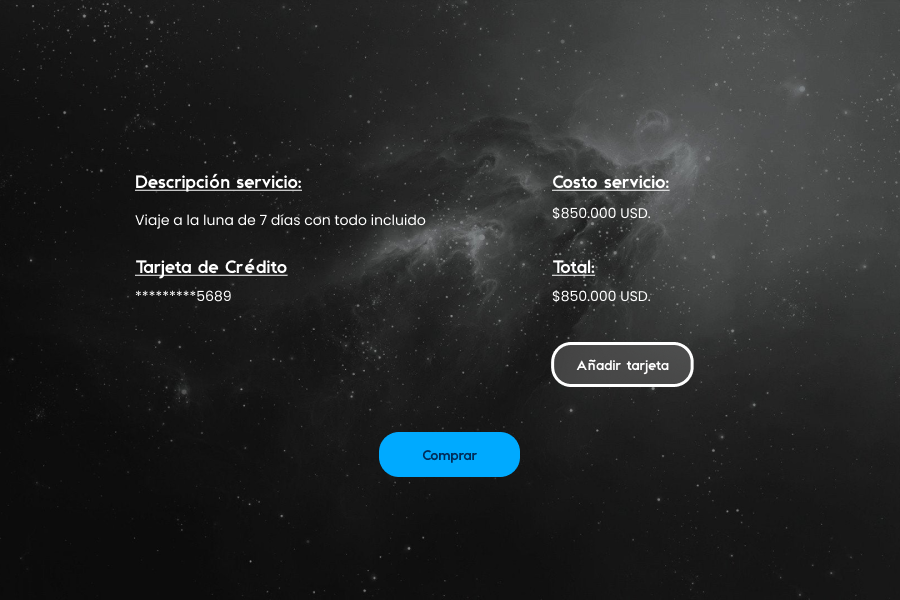 Descripción servicio:
Viaje a la luna de 7 días con todo incluido
Tarjeta de Crédito
*********5689
Costo servicio:
$850.000 USD.
Total:
$850.000 USD.
Añadir tarjeta
Comprar